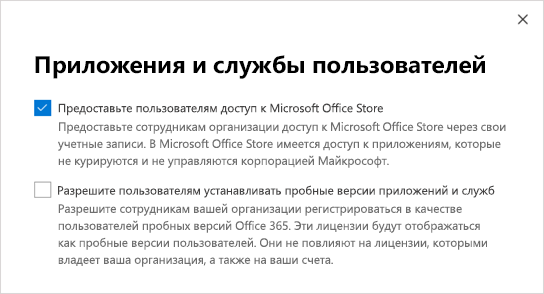 Приложения и службы пользователей
Предоставьте пользователям доступ к Microsoft Office Store
Предоставьте сотрудникам организации доступ к Microsoft Office Store через свои
учетные записи. В Microsoft Office Store имеется доступ к приложениям, которые
не курируются и не управляются корпорацией Майкрософт.
Разрешите пользователям устанавливать пробные версии приложений и служб
Разрешите сотрудникам вашей организации регистрироваться в качестве
пользователей пробных версий Office 365. Эти лицензии будут отображаться
как пробные версии пользователей. Они не повлияют на лицензии, которыми
владеет ваша организация, а также на ваши счета.